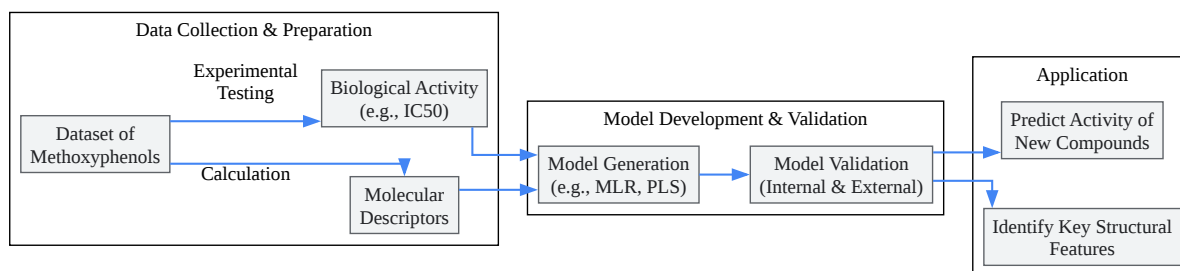 Data Collection & Preparation
Experimental
Testing
Biological Activity
(e.g., IC50)
Dataset of
Methoxyphenols
Calculation
Molecular
Descriptors
Model Development & Validation
Model Generation
(e.g., MLR, PLS)
Model Validation
(Internal & External)
Application
Predict Activity of
New Compounds
Identify Key Structural
Features